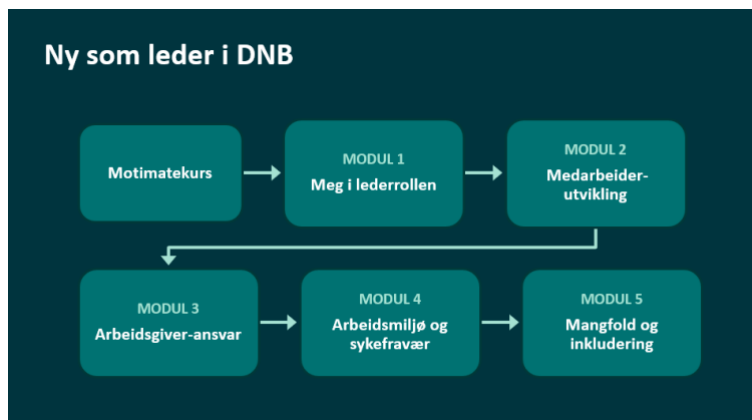 Ny som leder i DNB
Motimatekurs
MODUL 1
Meg i lederrollen
MODUL 2
Medarbeider-
utvikling
MODUL 3
Arbeidsgiver-ansvar
MODUL 4
Arbeidsmiljø og
sykefravær
MODUL 5
Mangfold og
inkludering